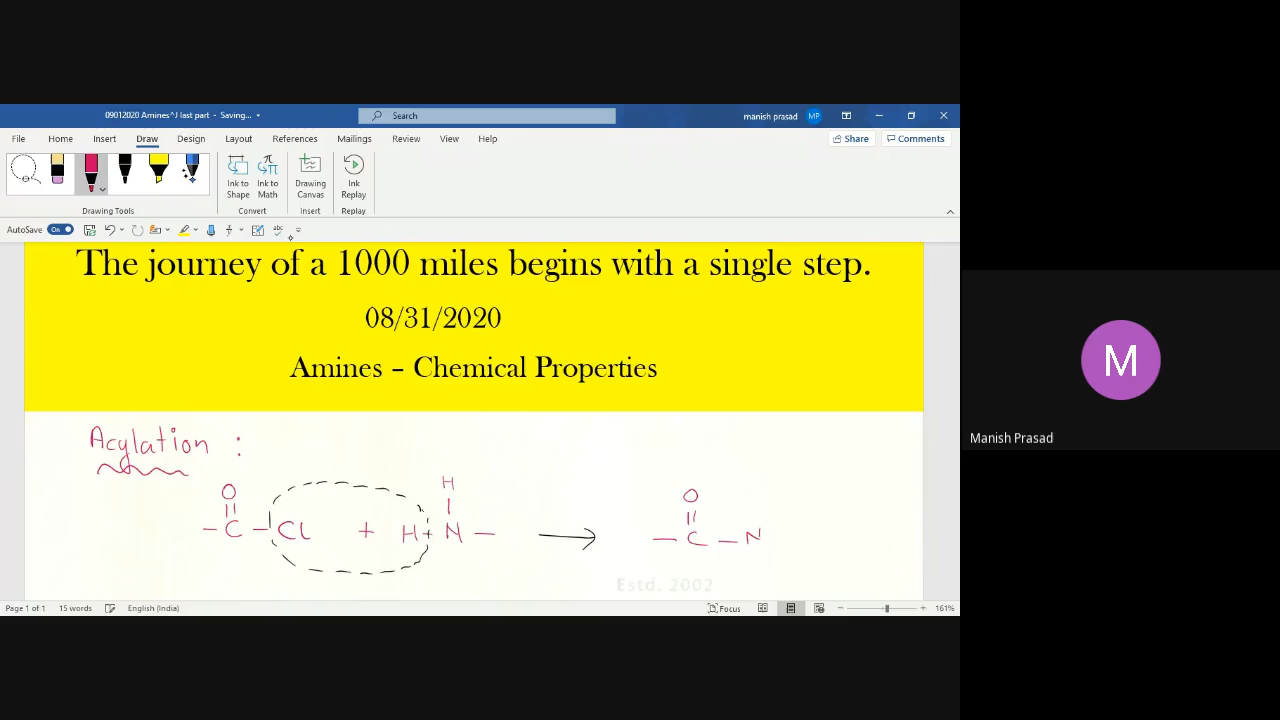 09012020 Amines^J last part - Saving...
Search
manish prasad MP
File Home Insert Draw Design Layout References Mailings Review View Help
Share Comments
Ink to Shape
Ink to Math
Drawing Canvas
Ink Replay
Drawing Tools Convert Insert Replay
AutoSave On
abc
The journey of a 1000 miles begins with a single step.
08/31/2020
Amines – Chemical Properties
Acylation :
O H O
– C – Cl + H – N – → – C – N
Estd. 2002
Page 1 of 1 15 words English (India) Focus 161%
M
Manish Prasad